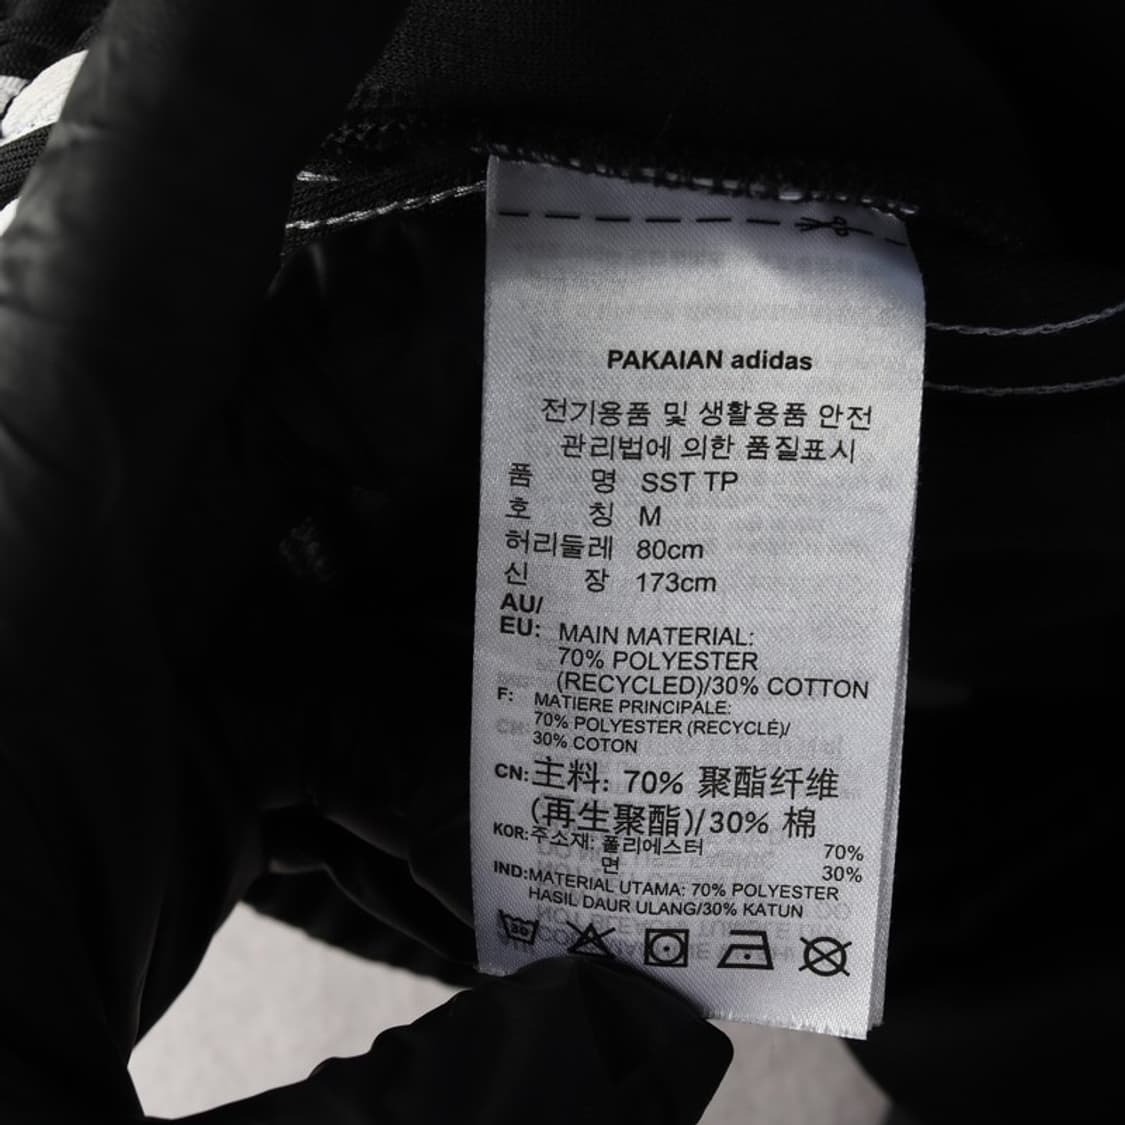 PAKAIAN adidas
전기용품 및 생활용품 안전
관리법에 의한 품질표시
품 명 SST TP
호 칭 M
허리둘레 80cm
신 장 173cm
AU/
EU: MAIN MATERIAL:
70% POLYESTER
(RECYCLED)/30% COTTON
F: MATIERE PRINCIPALE:
70% POLYESTER (RECYCLÉ)/
30% COTON
CN:主料: 70% 聚酯纤维
(再生聚酯)/30% 棉
KOR:주소재: 폴리에스터 70%
면 30%
IND:MATERIAL UTAMA: 70% POLYESTER
HASIL DAUR ULANG/30% KATUN
30